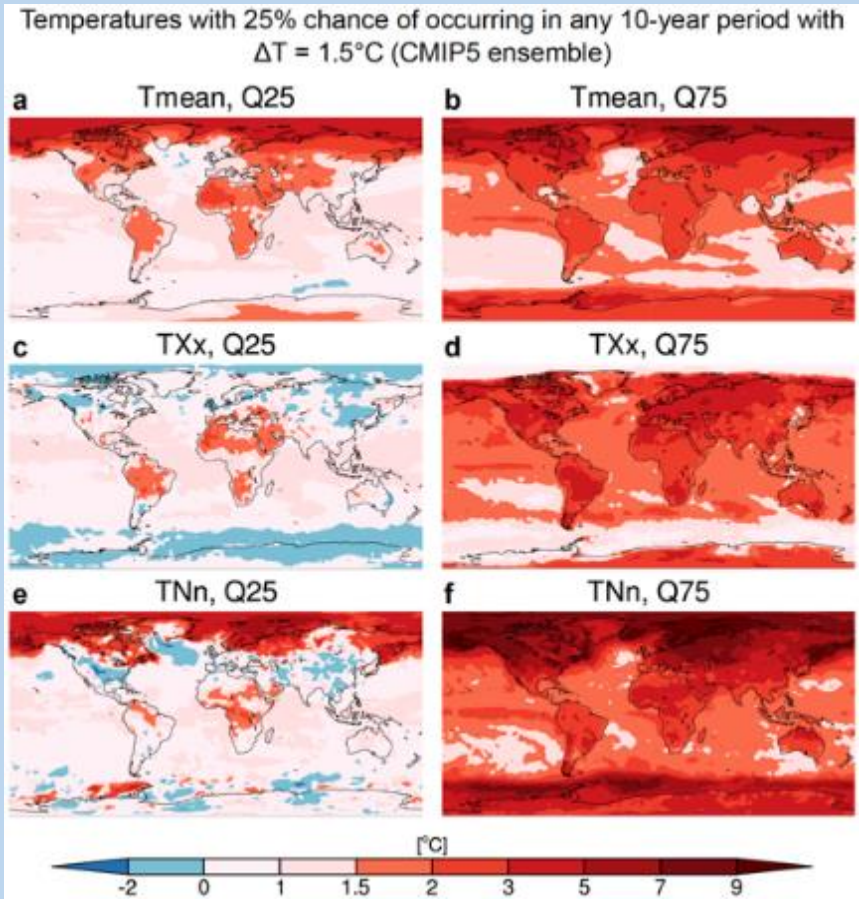 Temperatures with 25% chance of occurring in any 10-year period with
ΔT = 1.5°C (CMIP5 ensemble)
a Tmean, Q25
b Tmean, Q75
c TXx, Q25
d TXx, Q75
e TNn, Q25
f TNn, Q75
[°C]
-2 0 1 1.5 2 3 5 7 9